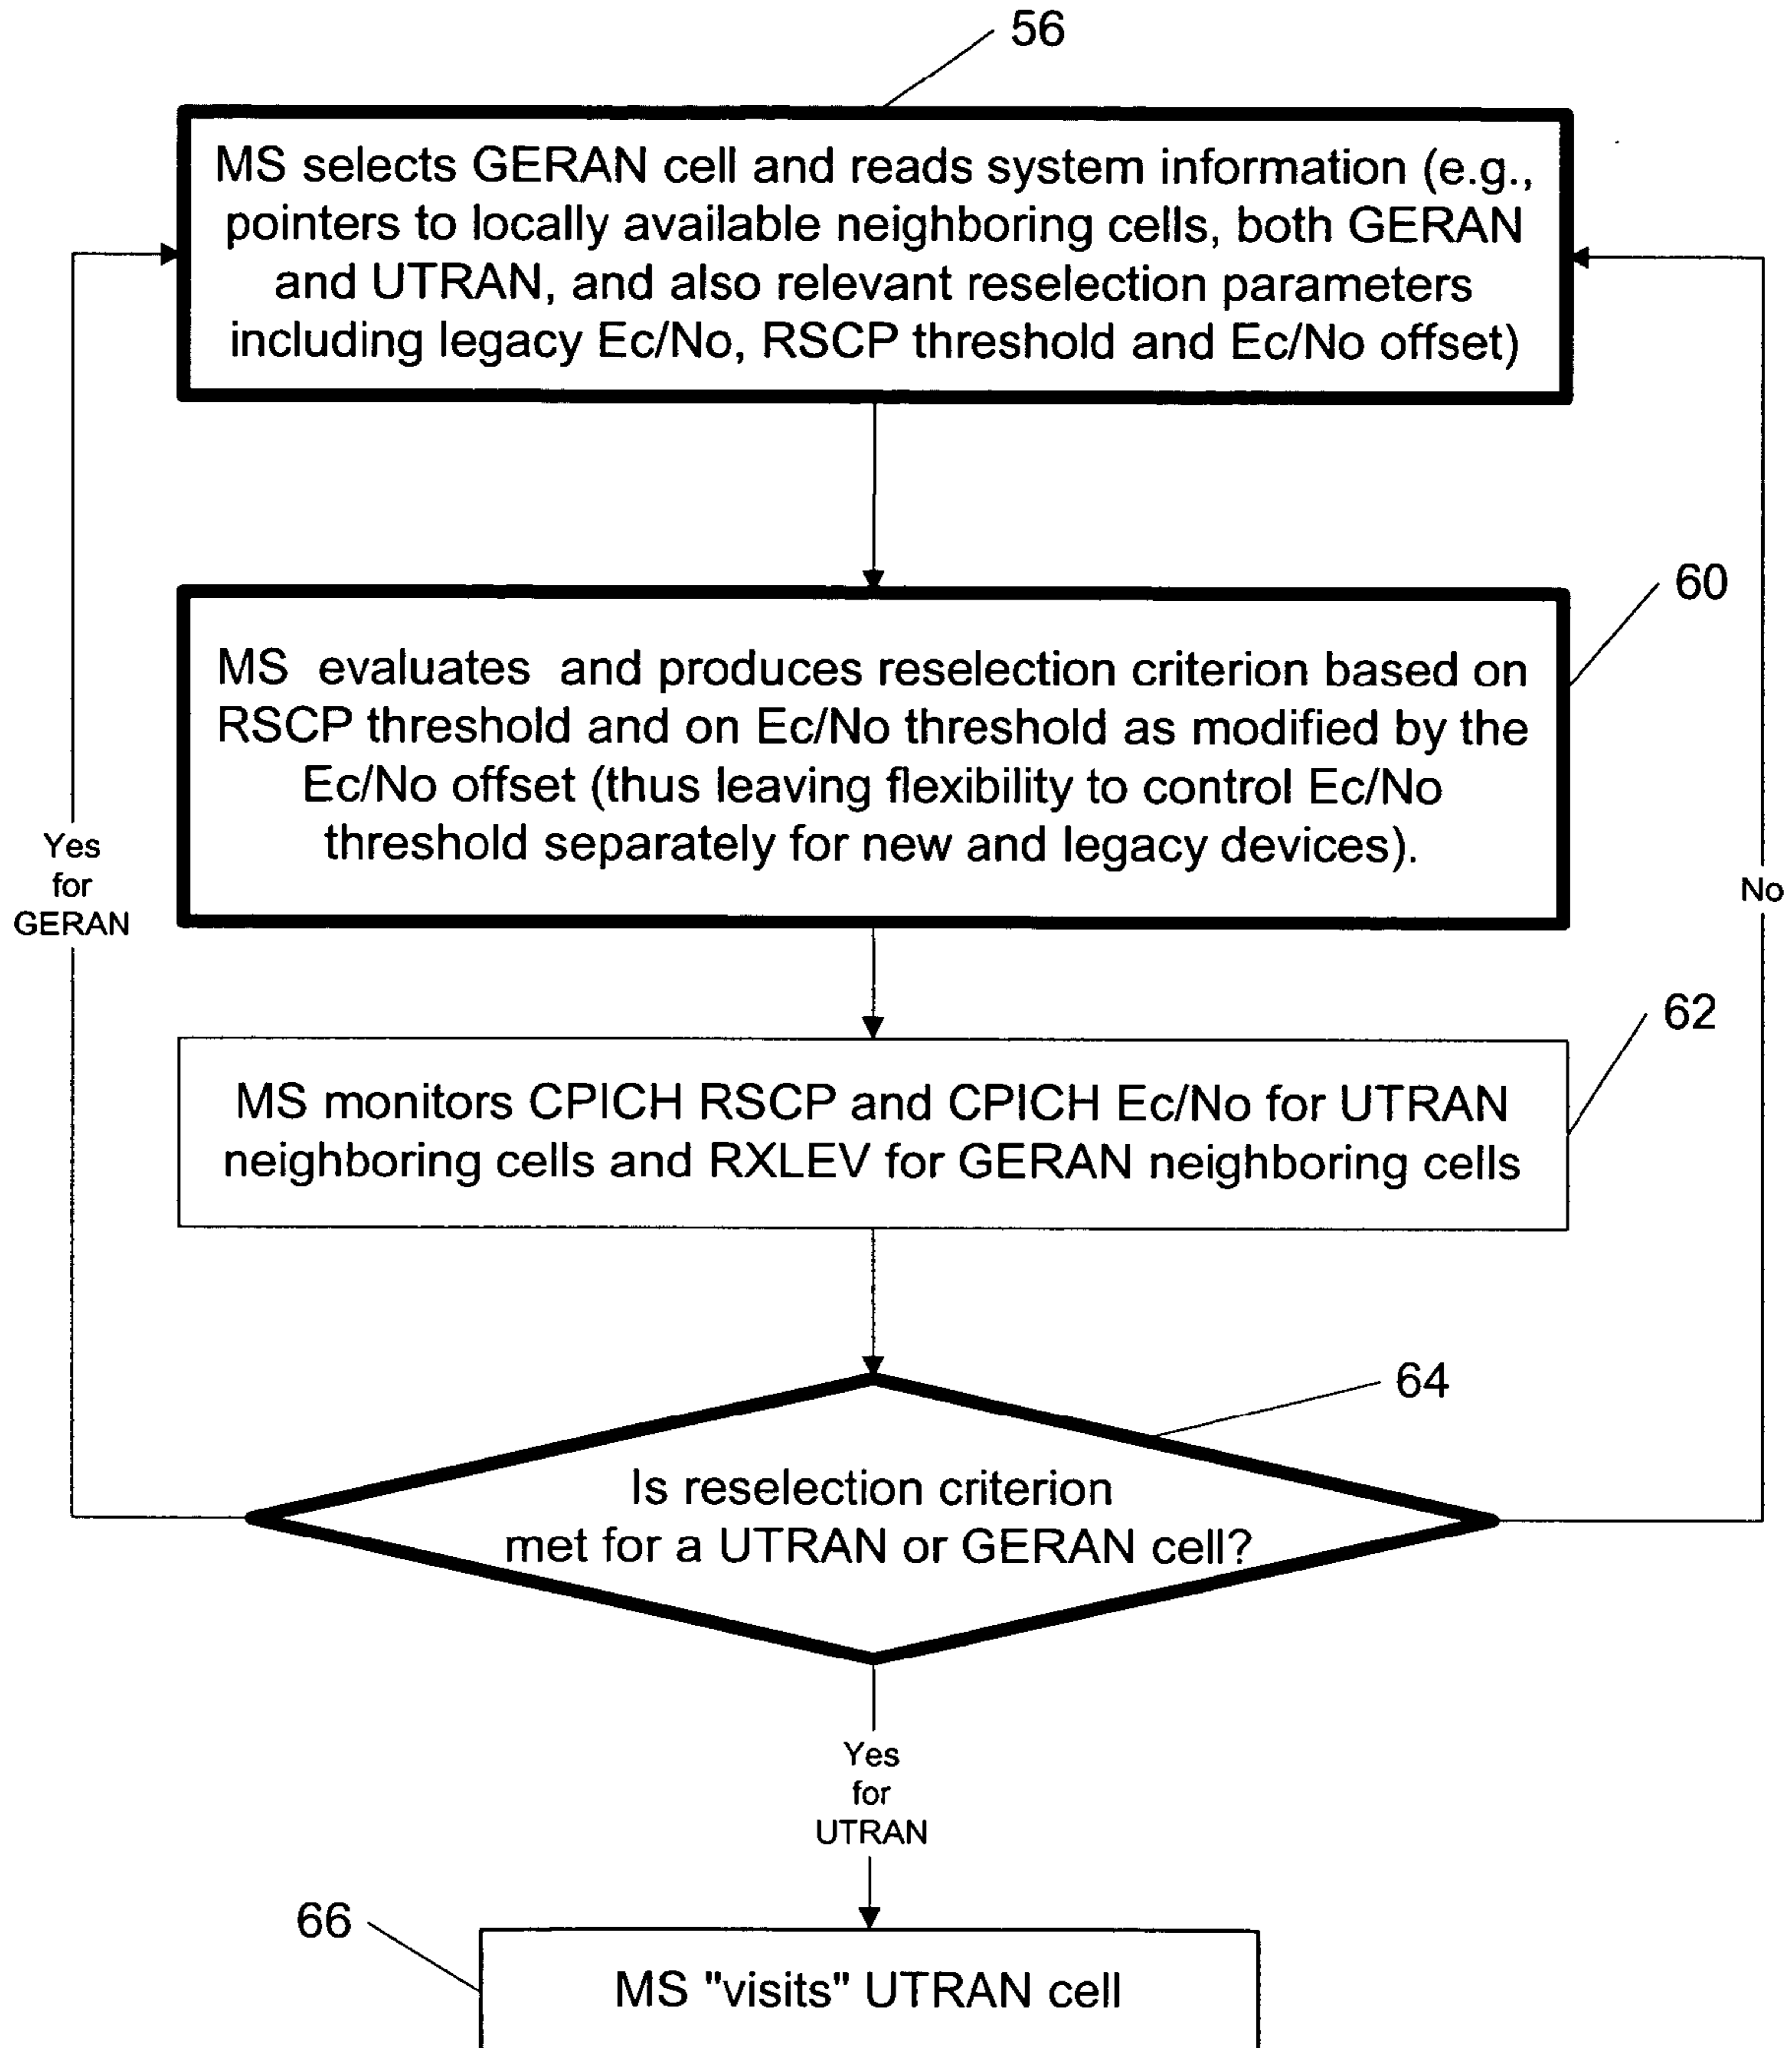 56
MS selects GERAN cell and reads system information (e.g.,
pointers to locally available neighboring cells, both GERAN
and UTRAN, and also relevant reselection parameters
including legacy Ec/No, RSCP threshold and Ec/No offset)
60
MS evaluates and produces reselection criterion based on
RSCP threshold and on Ec/No threshold as modified by the
Ec/No offset (thus leaving flexibility to control Ec/No
threshold separately for new and legacy devices).
Yes
for
GERAN
No
62
MS monitors CPICH RSCP and CPICH Ec/No for UTRAN
neighboring cells and RXLEV for GERAN neighboring cells
64
Is reselection criterion
met for a UTRAN or GERAN cell?
Yes
for
UTRAN
66
MS "visits" UTRAN cell